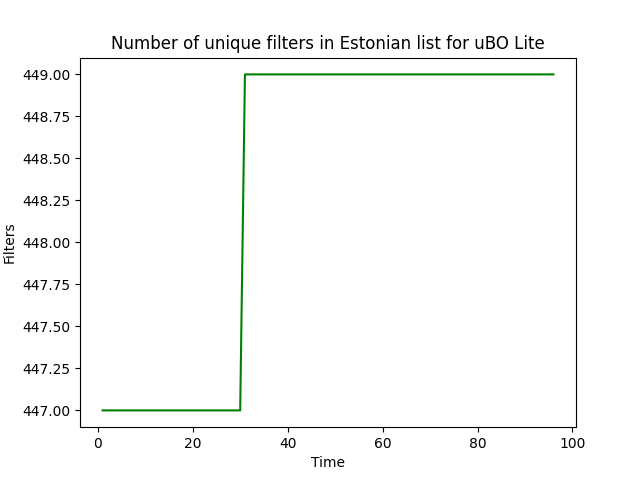 Number of unique filters in Estonian list for uBO Lite
449.00
448.75
448.50
448.25
448.00
447.75
447.50
447.25
447.00
Filters
0 20 40 60 80 100
Time